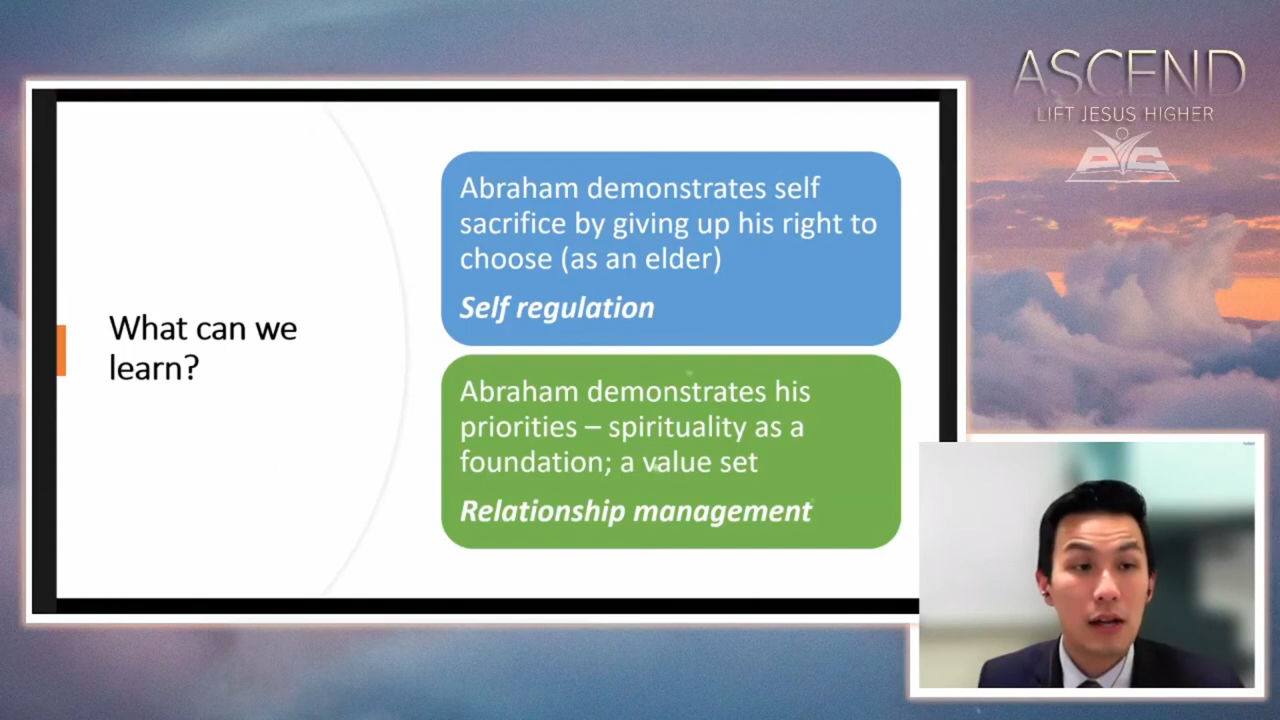 ASCEND
LIFT JESUS HIGHER
What can we
learn?
Abraham demonstrates self
sacrifice by giving up his right to
choose (as an elder)
Self regulation
Abraham demonstrates his
priorities – spirituality as a
foundation; a value set
Relationship management